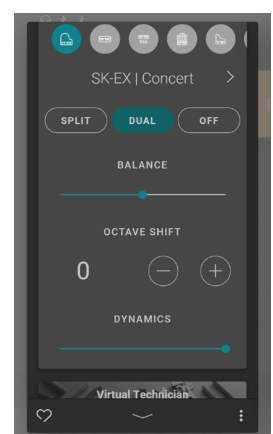 SK-EX | Concert
SPLIT
DUAL
OFF
BALANCE
OCTAVE SHIFT
0
DYNAMICS
Virtual Technician